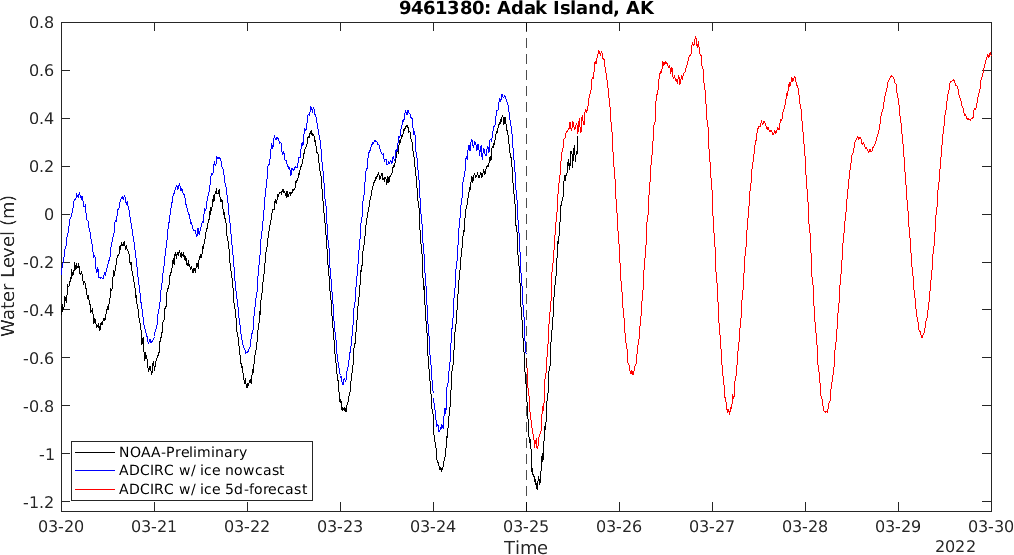 9461380: Adak Island, AK
0.8
0.6
0.4
0.2
0
-0.2
-0.4
-0.6
-0.8
-1
-1.2
Water Level (m)
NOAA-Preliminary
ADCIRC w/ ice nowcast
ADCIRC w/ ice 5d-forecast
03-20 03-21 03-22 03-23 03-24 03-25 03-26 03-27 03-28 03-29 03-30
Time
2022